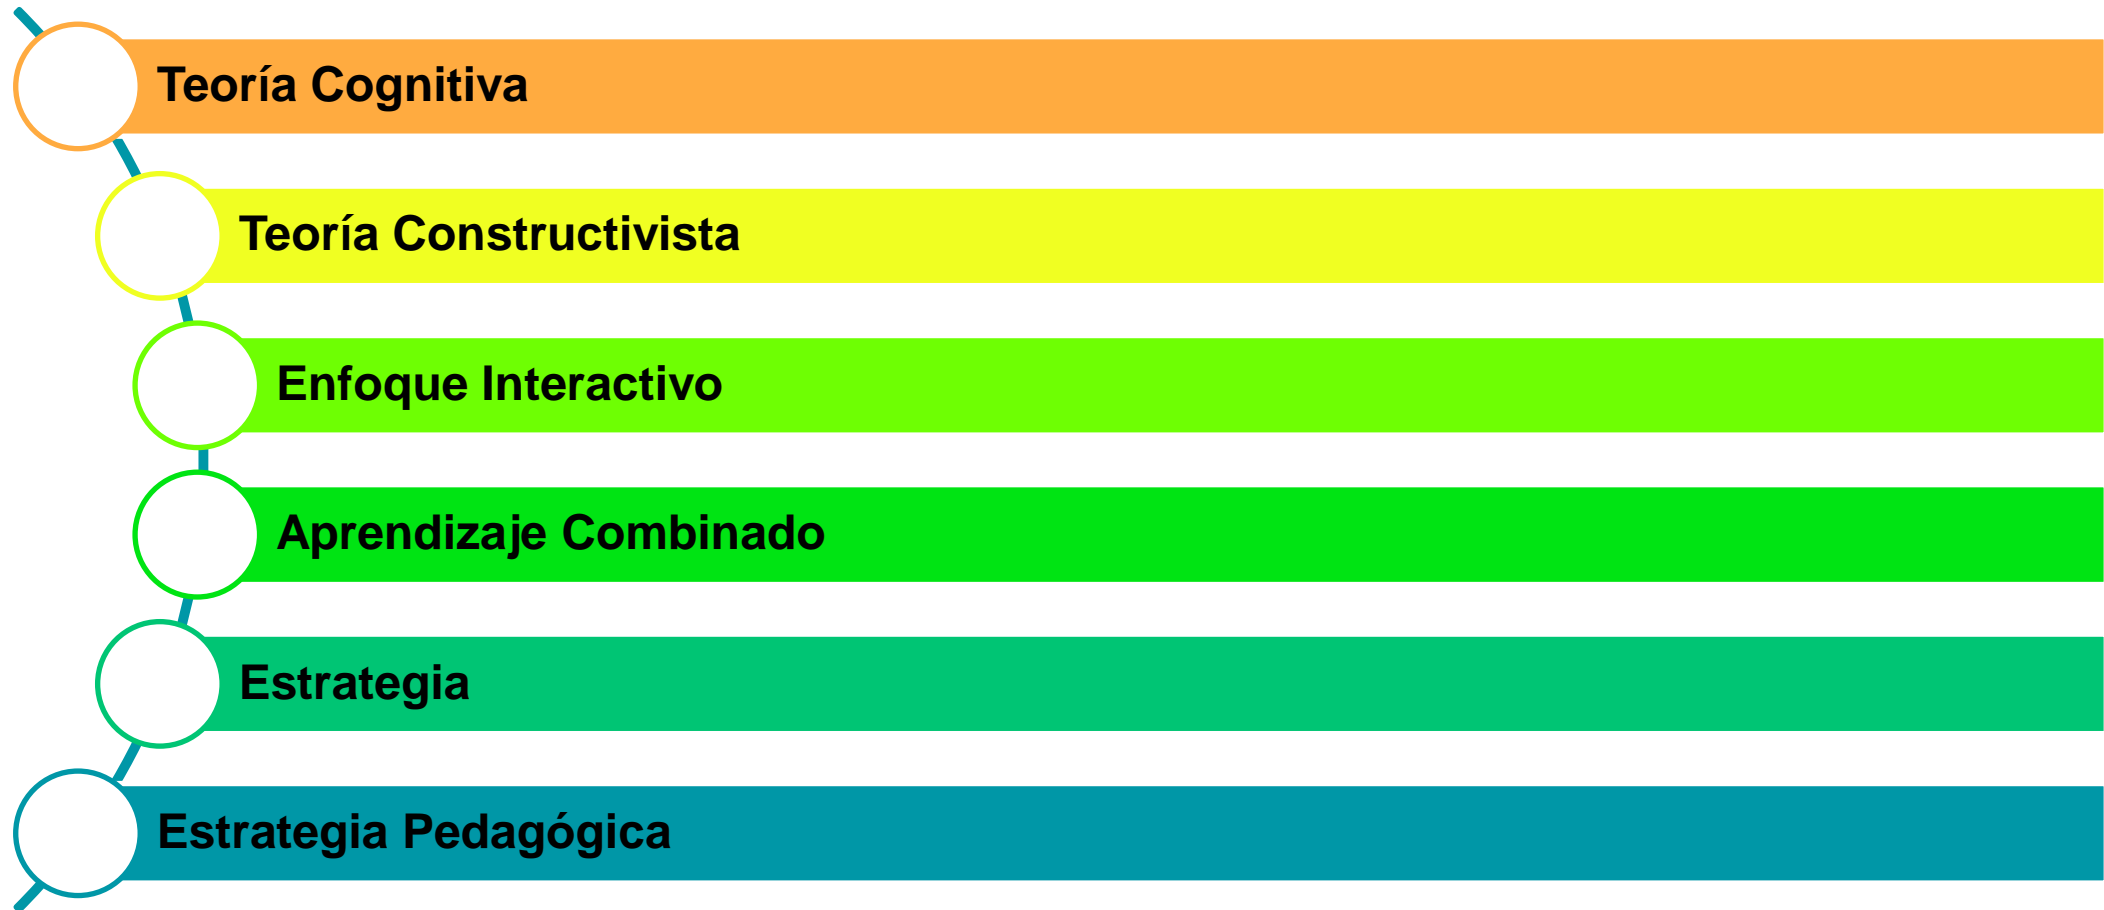 Teoría Cognitiva
Teoría Constructivista
Enfoque Interactivo
Aprendizaje Combinado
Estrategia
Estrategia Pedagógica